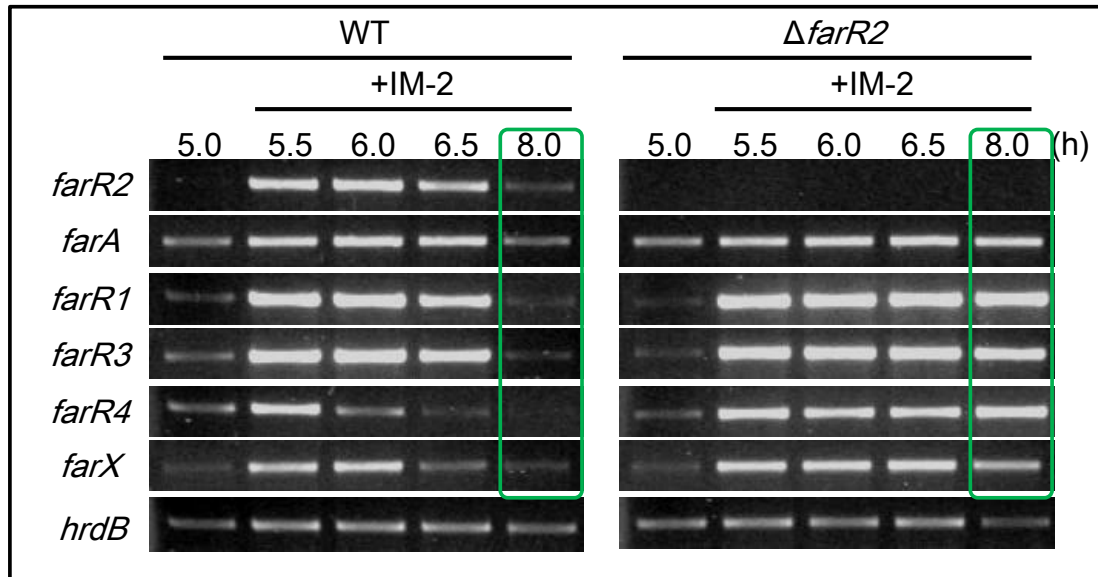 WT ΔfarR2
+IM-2 +IM-2
5.0 5.5 6.0 6.5 8.0 5.0 5.5 6.0 6.5 8.0 (h)
farR2
farA
farR1
farR3
farR4
farX
hrdB